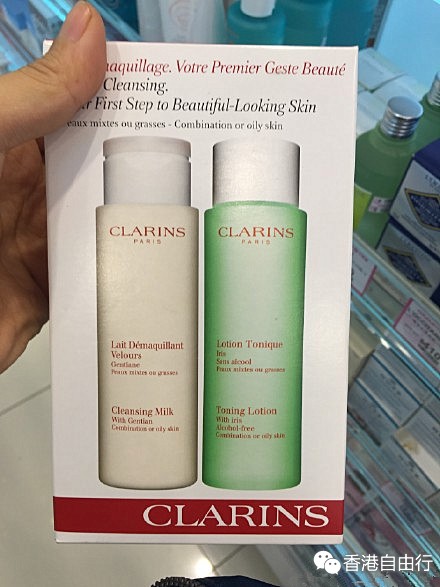 maquillage. Votre Premier Geste Beauté
Cleansing.
First Step to Beautiful-Looking Skin
mixtes ou grasses - Combination or oily skin
CLARINS
PARIS
Lait Démaquillant
Velours
Gentiane
Peaux mixtes ou grasses
Cleansing Milk
With Gentian
Combination or oily skin
CLARINS
PARIS
Lotion Tonique
Iris
Sans alcool
Peaux mixtes ou grasses
Toning Lotion
With iris
Alcohol-free
Combination or oily skin
CLARINS
香港自由行